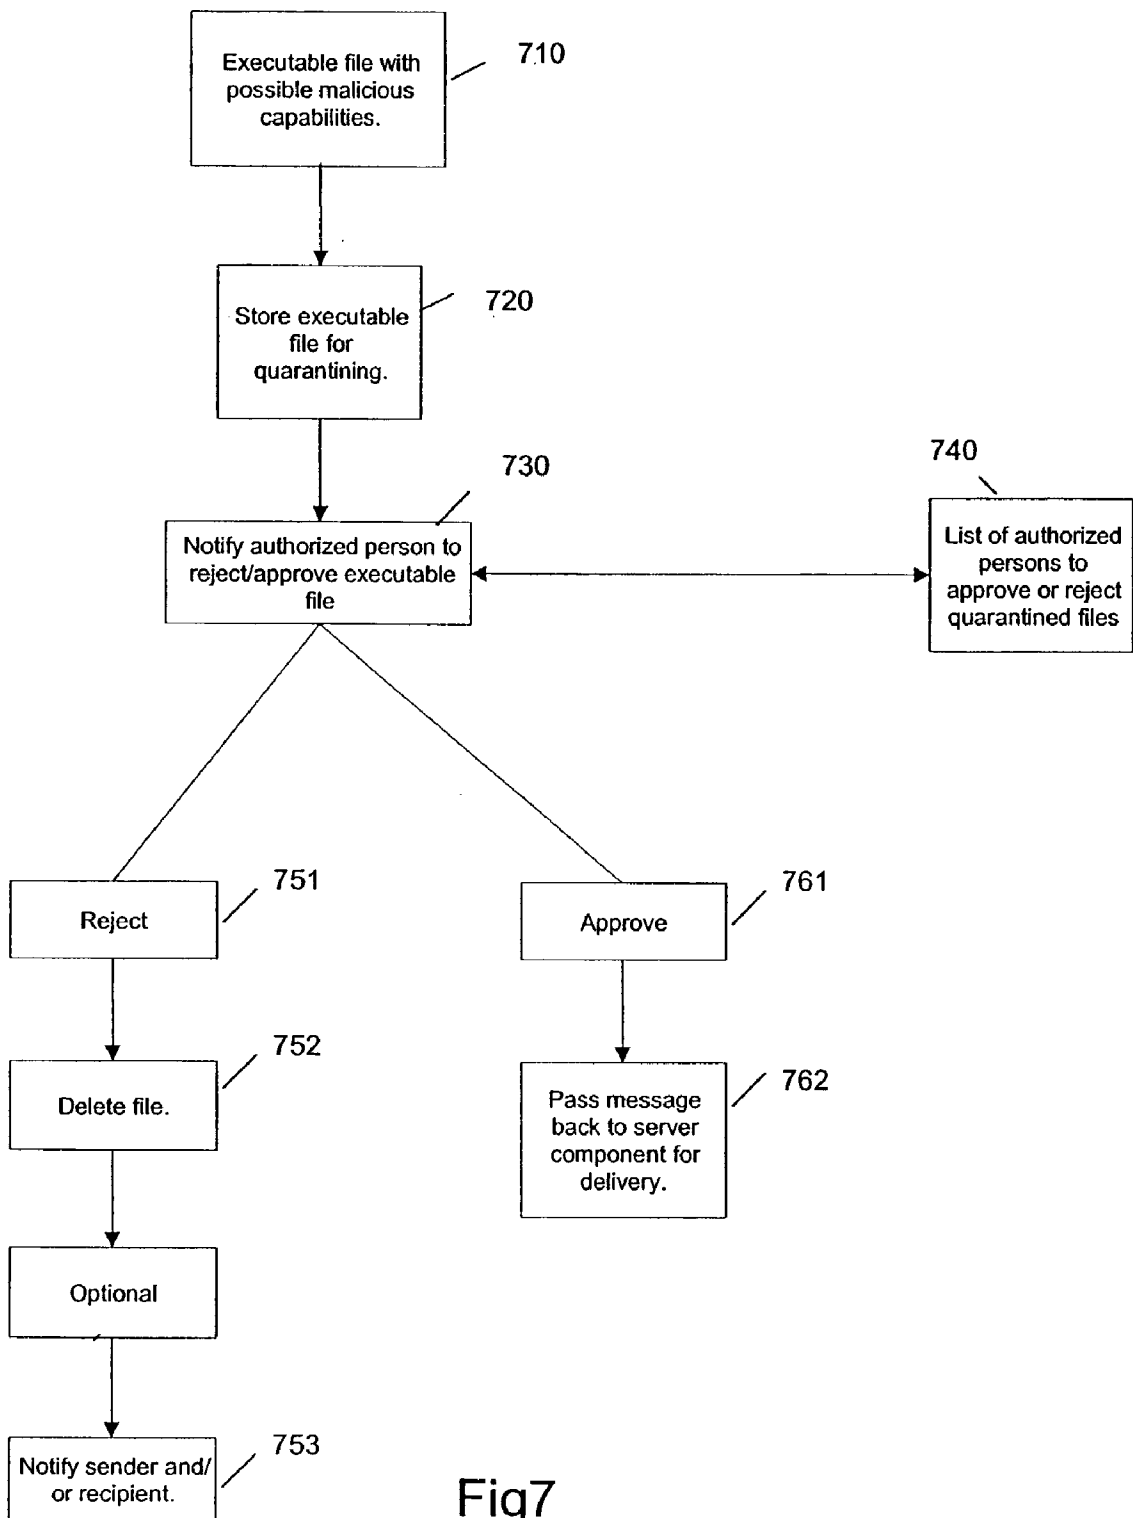 710
Executable file with
possible malicious
capabilities.
720
Store executable
file for
quarantining.
730
Notify authorized person to
reject/approve executable
file
740
List of authorized
persons to
approve or reject
quarantined files
751
Reject
761
Approve
752
Delete file.
762
Pass message
back to server
component for
delivery.
Optional
753
Notify sender and/
or recipient.
Fig7